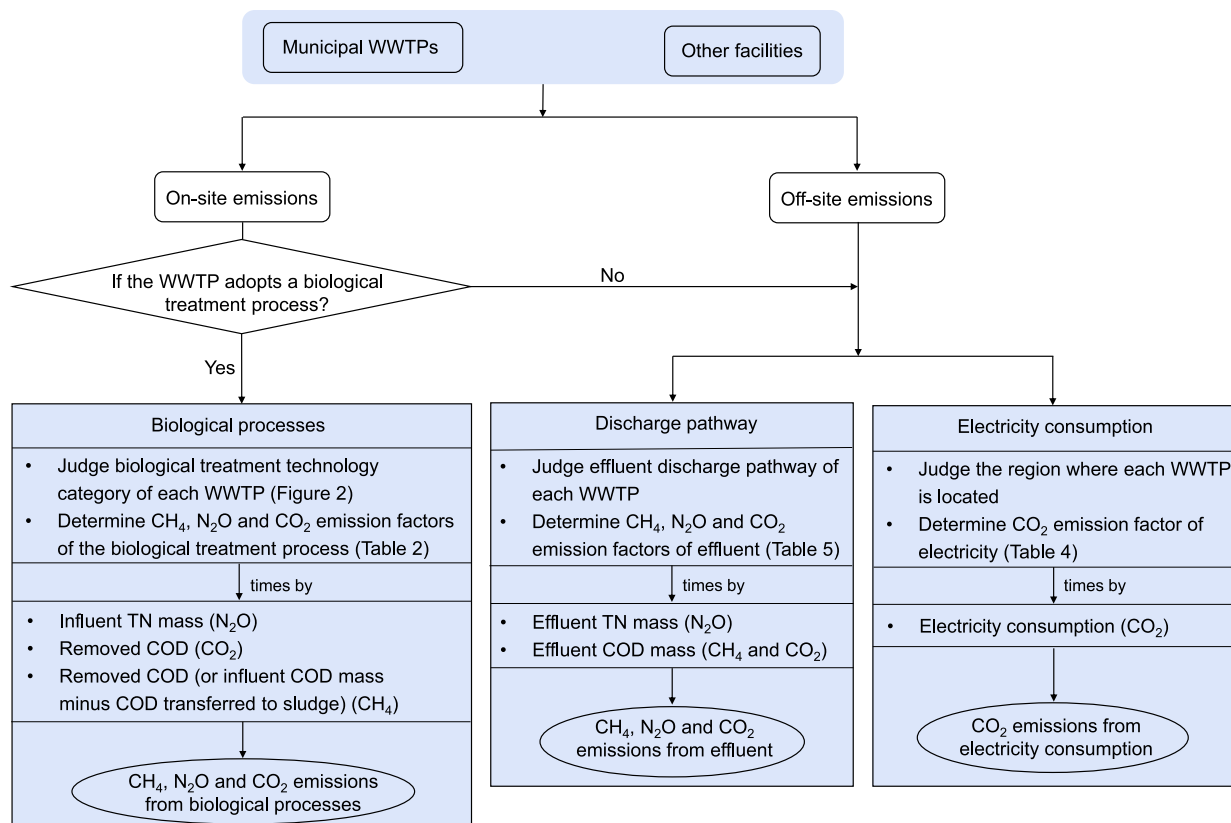 Municipal WWTPs
Other facilities
On-site emissions
Off-site emissions
If the WWTP adopts a biological
treatment process?
No
Yes
Biological processes
• Judge biological treatment technology
category of each WWTP (Figure 2)
• Determine CH₄, N₂O and CO₂ emission factors
of the biological treatment process (Table 2)
times by
• Influent TN mass (N₂O)
• Removed COD (CO₂)
• Removed COD (or influent COD mass
minus COD transferred to sludge) (CH₄)
CH₄, N₂O and CO₂ emissions
from biological processes
Discharge pathway
• Judge effluent discharge pathway of
each WWTP
• Determine CH₄, N₂O and CO₂
emission factors of effluent (Table 5)
times by
• Effluent TN mass (N₂O)
• Effluent COD mass (CH₄ and CO₂)
CH₄, N₂O and CO₂
emissions from effluent
Electricity consumption
• Judge the region where each WWTP
is located
• Determine CO₂ emission factor of
electricity (Table 4)
times by
• Electricity consumption (CO₂)
CO₂ emissions from
electricity consumption